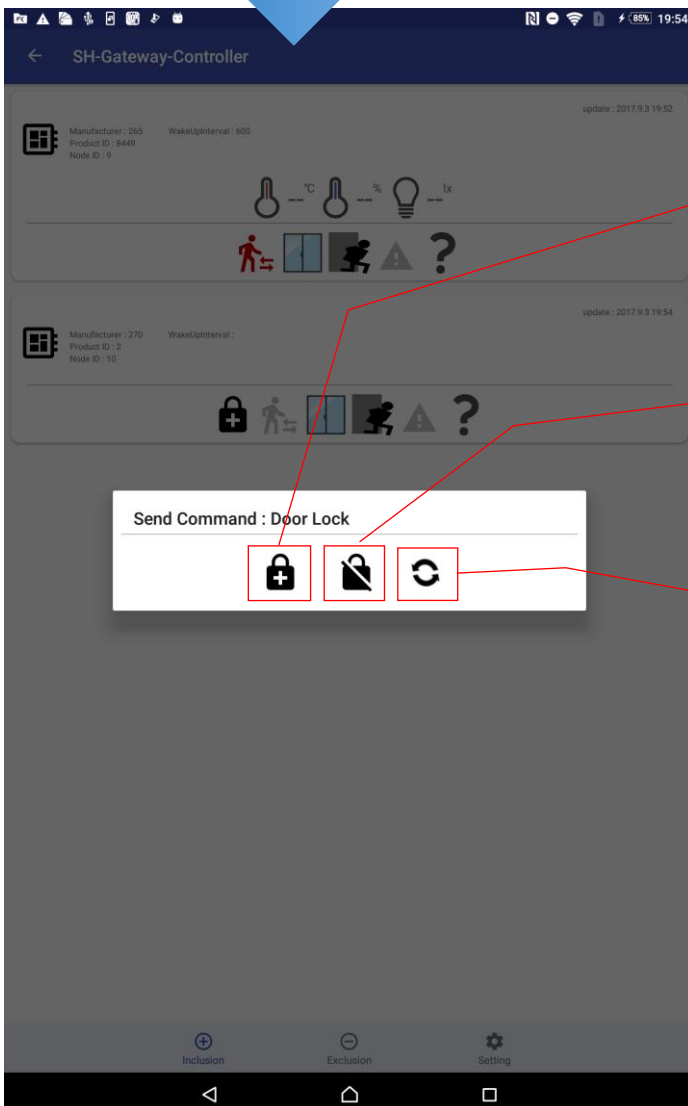 85% 19:54
SH-Gateway-Controller
update : 2017.9.3 19:52
Manufacturer : 265 WakeUpInterval : 600
Product ID : 8449
Node ID : 9
--°C --% --lx
?
update : 2017.9.3 19:54
Manufacturer : 270 WakeUpInterval :
Product ID : 2
Node ID : 10
?
Send Command : Door Lock
Inclusion Exclusion Setting